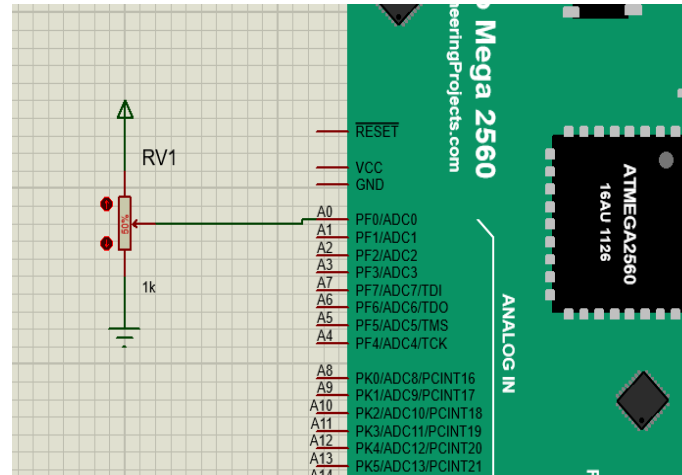 o Mega 2560
neeringProjects.com
RV1
50%
1k
RESET
VCC
GND
A0 PF0/ADC0
A1 PF1/ADC1
A2 PF2/ADC2
A3 PF3/ADC3
A7 PF7/ADC7/TDI
A6 PF6/ADC6/TDO
A5 PF5/ADC5/TMS
A4 PF4/ADC4/TCK
A8 PK0/ADC8/PCINT16
A9 PK1/ADC9/PCINT17
A10 PK2/ADC10/PCINT18
A11 PK3/ADC11/PCINT19
A12 PK4/ADC12/PCINT20
A13 PK5/ADC13/PCINT21
ANALOG IN
ATMEGA2560
16AU 1126